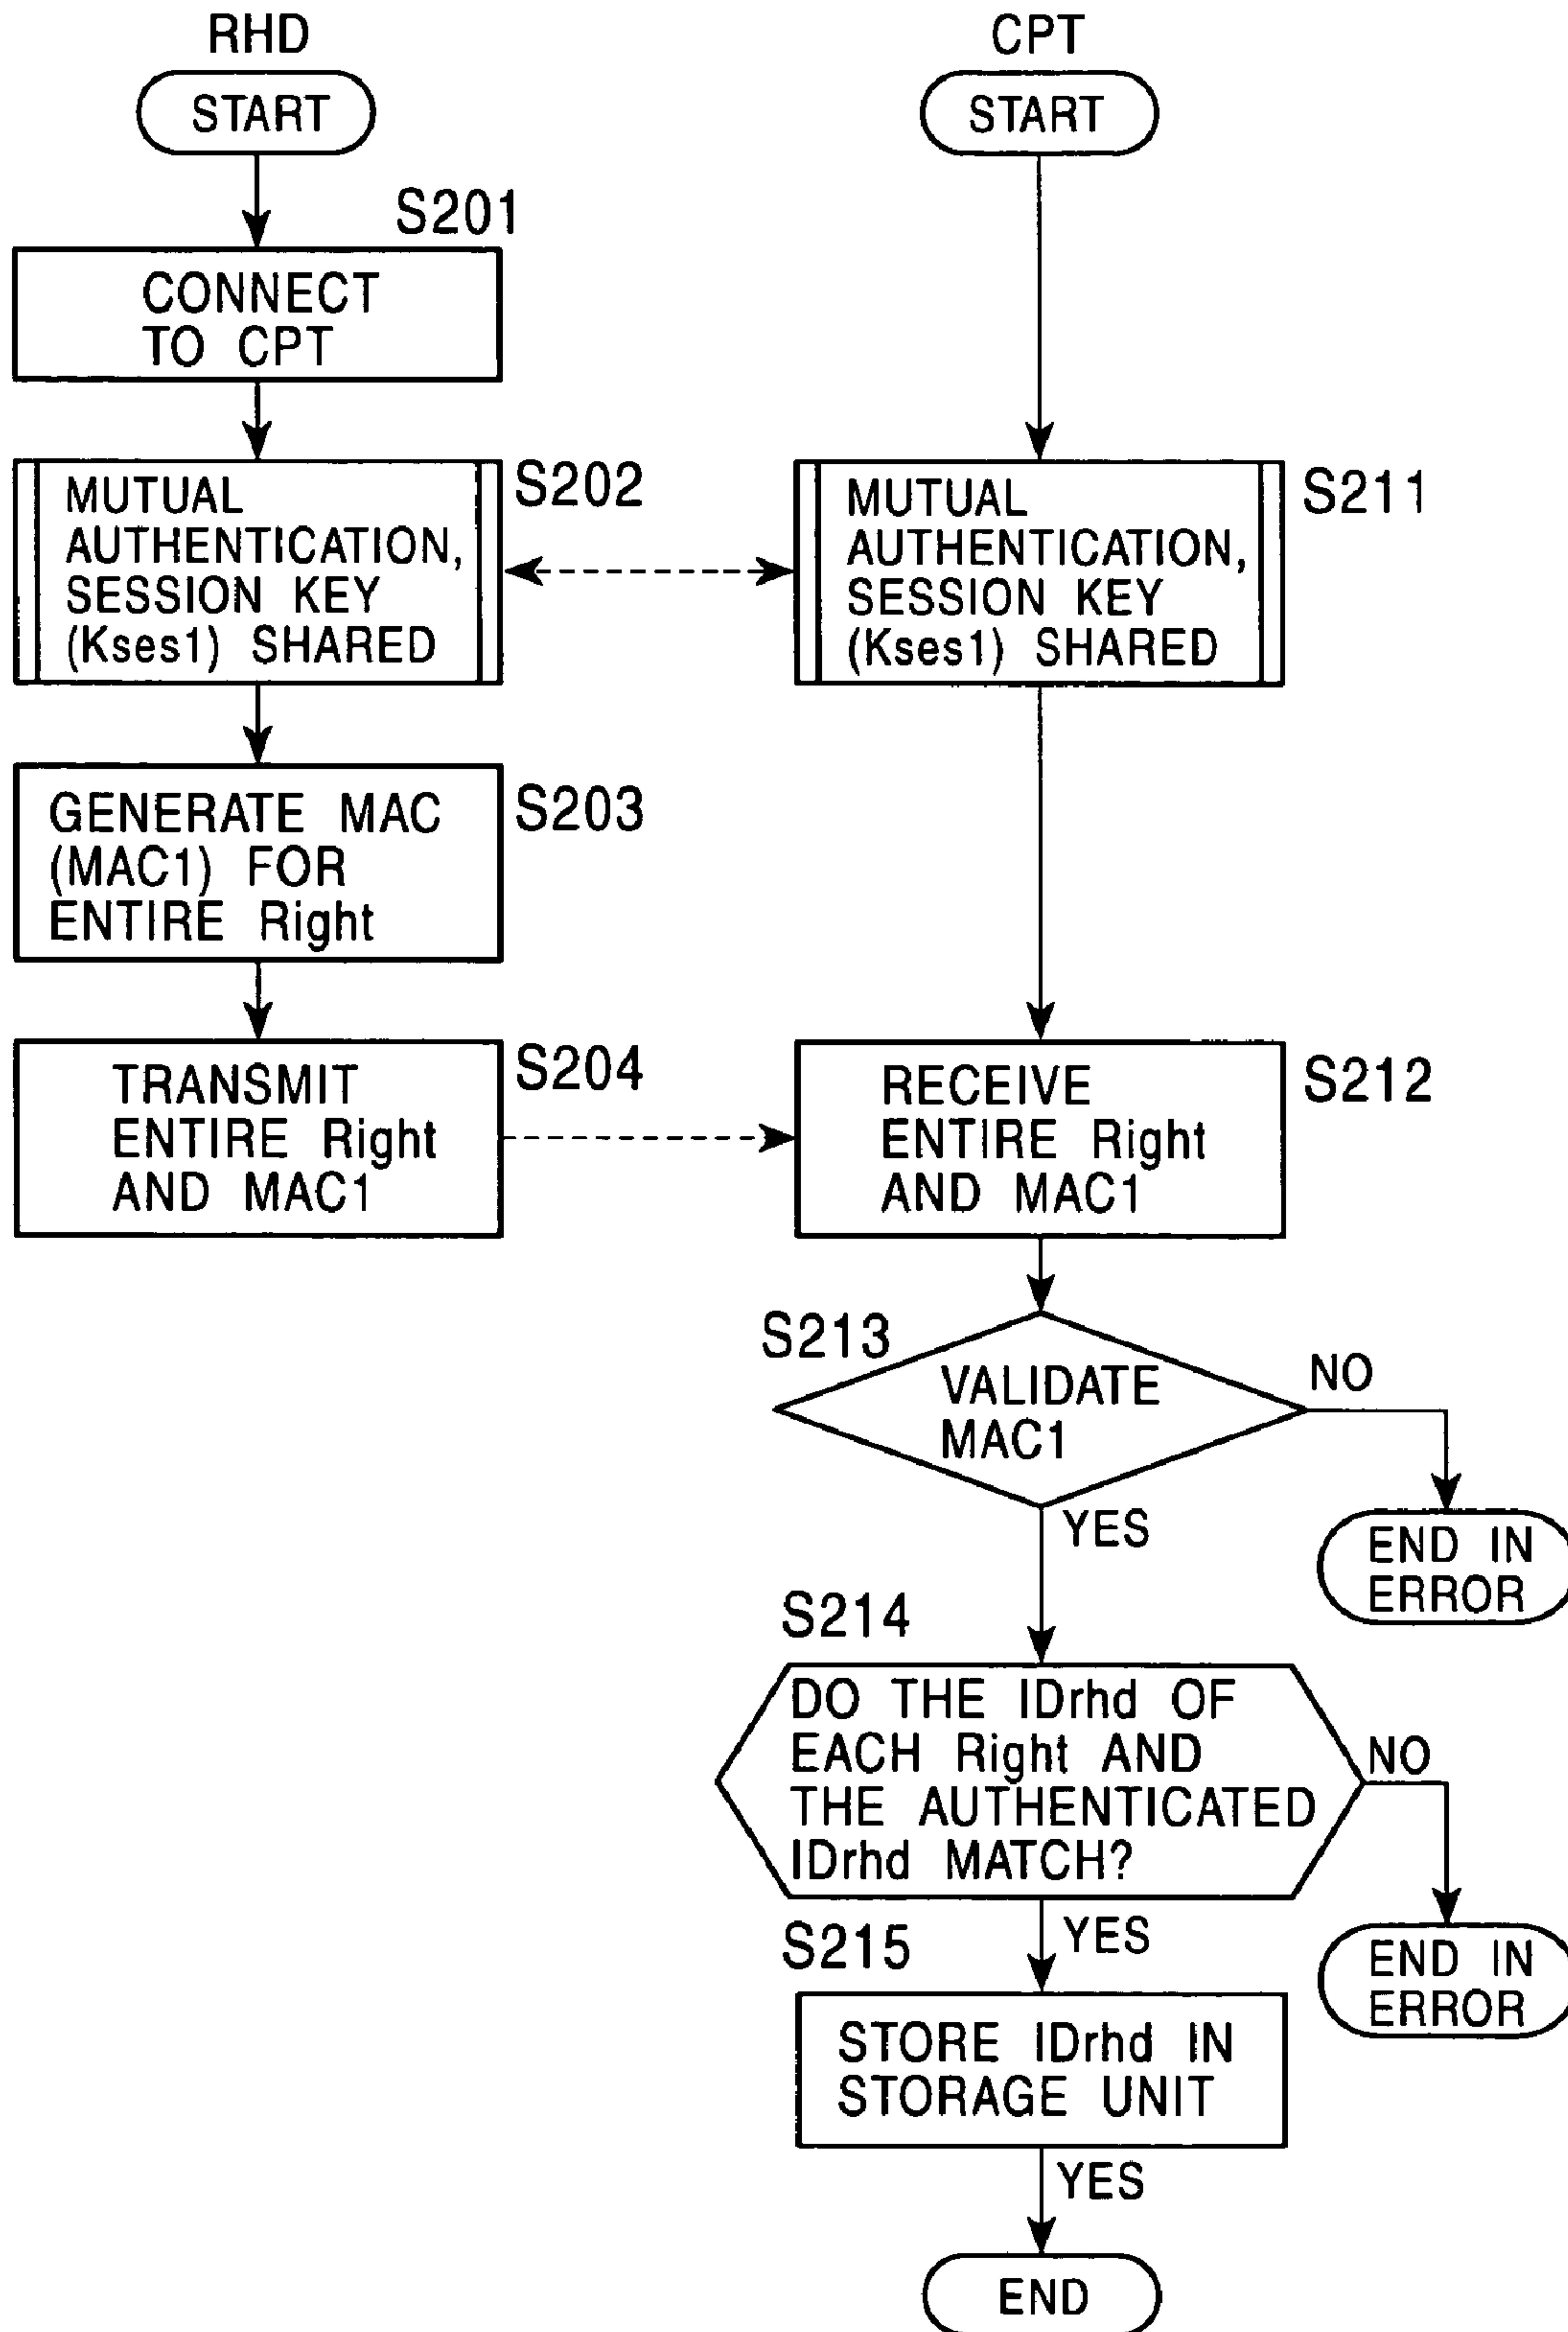 RHD
CPT
START
START
S201
CONNECT
TO CPT
MUTUAL
AUTHENTICATION,
SESSION KEY
(Kses1) SHARED
S202
MUTUAL
AUTHENTICATION,
SESSION KEY
(Kses1) SHARED
S211
GENERATE MAC
(MAC1) FOR
ENTIRE Right
S203
TRANSMIT
ENTIRE Right
AND MAC1
S204
RECEIVE
ENTIRE Right
AND MAC1
S212
S213
VALIDATE
MAC1
NO
YES
END IN
ERROR
S214
DO THE IDrhd OF
EACH Right AND
THE AUTHENTICATED
IDrhd MATCH?
NO
YES
END IN
ERROR
S215
STORE IDrhd IN
STORAGE UNIT
YES
END